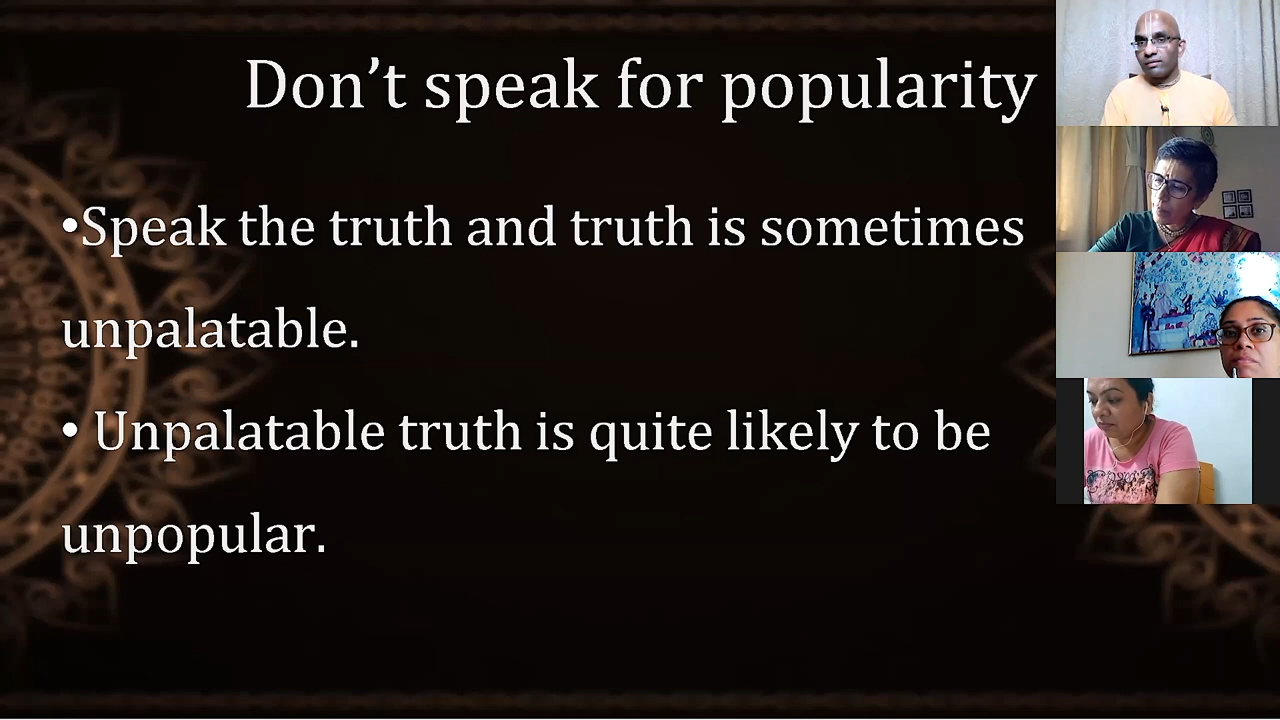 Don’t speak for popularity
•Speak the truth and truth is sometimes
unpalatable.
• Unpalatable truth is quite likely to be
unpopular.